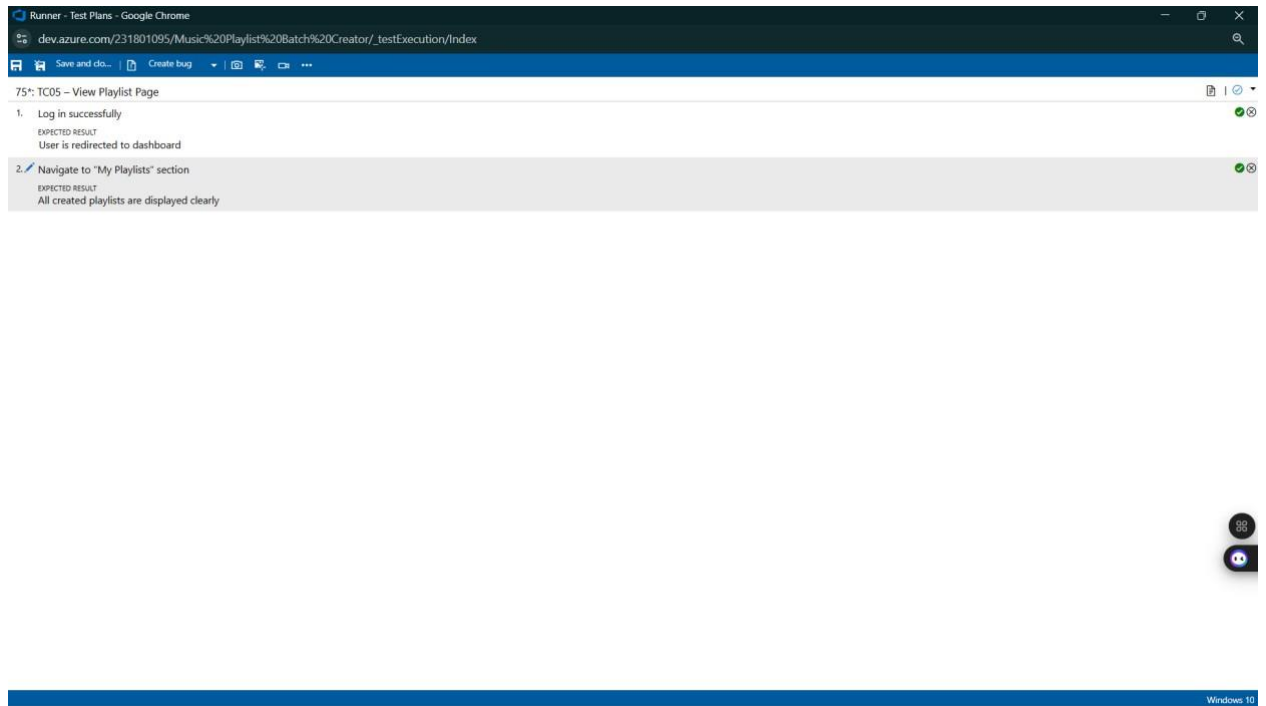 Runner - Test Plans - Google Chrome
dev.azure.com/231801095/Music%20Playlist%20Batch%20Creator/_testExecution/Index
Save and clo... Create bug
75*: TC05 – View Playlist Page
1. Log in successfully
EXPECTED RESULT
User is redirected to dashboard
2. Navigate to "My Playlists" section
EXPECTED RESULT
All created playlists are displayed clearly
Windows 10